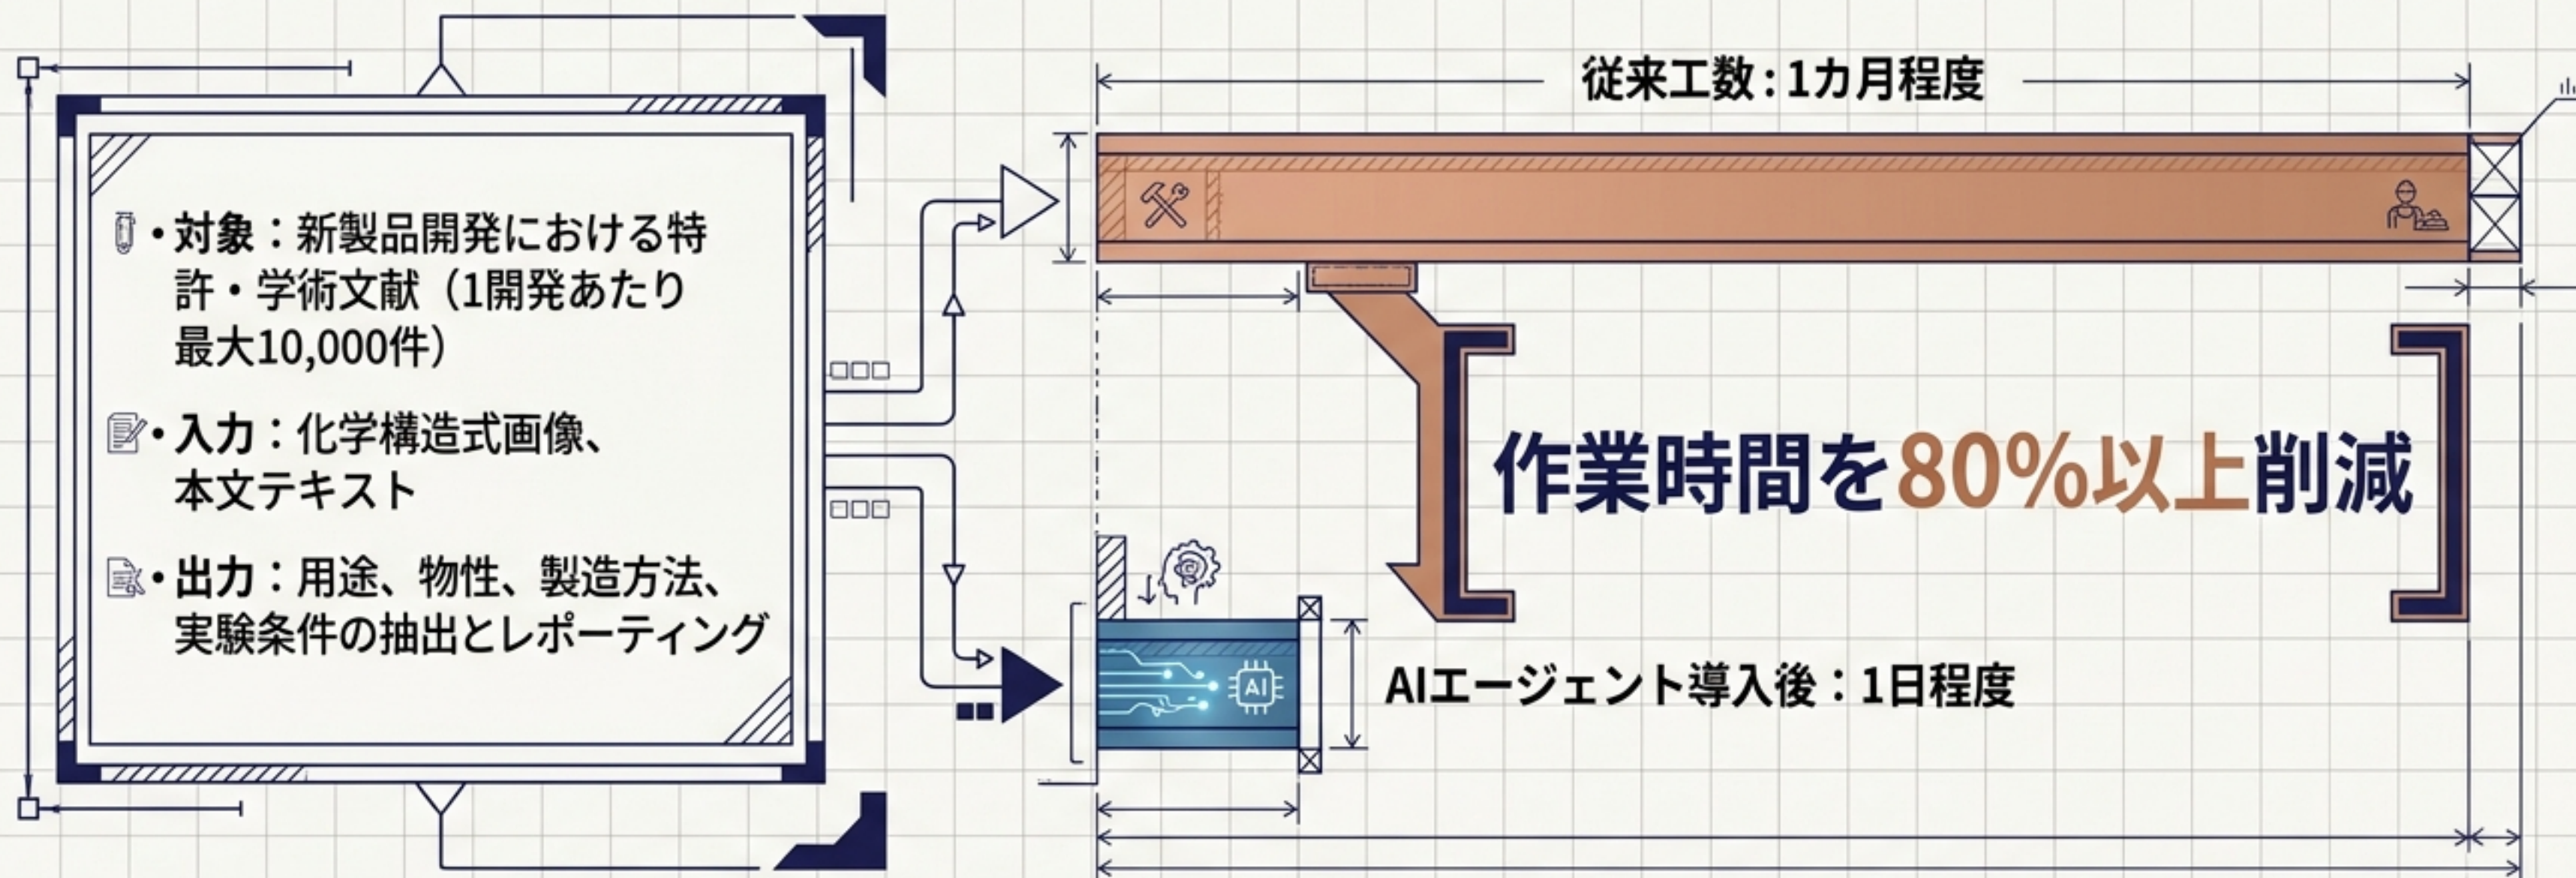 ・対象：新製品開発における特
許・学術文献（1開発あたり
最大10,000件）
・入力：化学構造式画像、
本文テキスト
・出力：用途、物性、製造方法、
実験条件の抽出とレポーティング
従来工数：1カ月程度
作業時間を80%以上削減
AI
AIエージェント導入後：1日程度